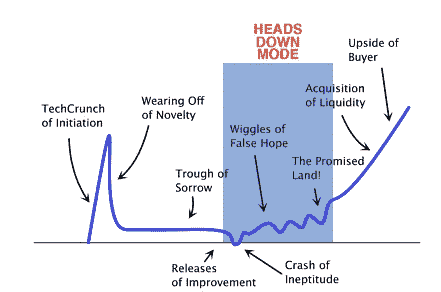 HEADS
DOWN
MODE
Upside of
Buyer
TechCrunch
of Initiation
Wearing Off
of Novelty
Acquisition
of Liquidity
Wiggles of
False Hope
Trough of
Sorrow
The Promised
Land!
Releases
of Improvement
Crash of
Ineptitude